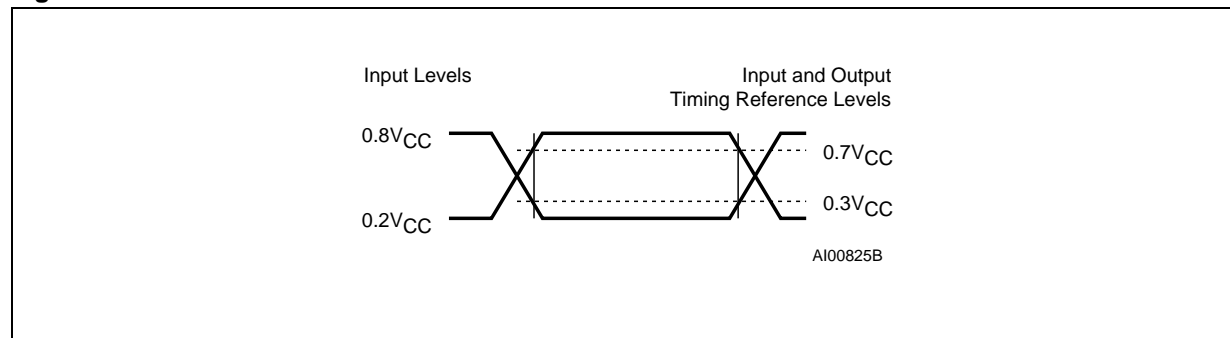 Input Levels
Input and Output
Timing Reference Levels
0.8VCC
0.7VCC
0.3VCC
0.2VCC
AI00825B